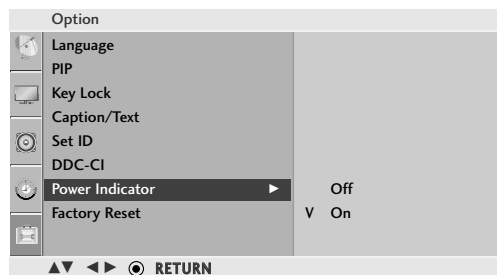 Option
Language
PIP
Key Lock
Caption/Text
Set ID
DDC-CI
Power Indicator ► Off
Factory Reset V On
▲▼ ◄► RETURN